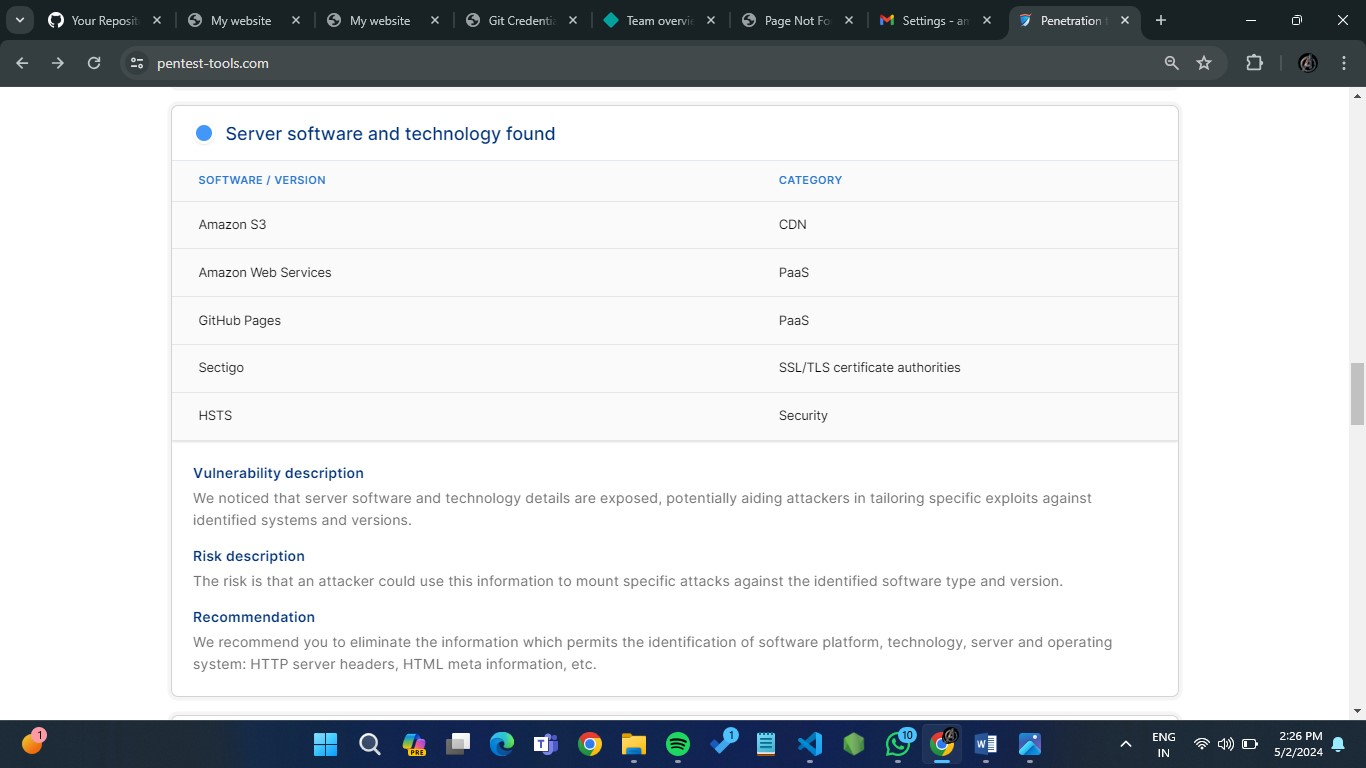 Your Reposit
My website
My website
Git Credentia
Team overvie
Page Not Fo
Settings - an
Penetration t
pentest-tools.com
Server software and technology found
SOFTWARE / VERSION CATEGORY
Amazon S3 CDN
Amazon Web Services PaaS
GitHub Pages PaaS
Sectigo SSL/TLS certificate authorities
HSTS Security
Vulnerability description
We noticed that server software and technology details are exposed, potentially aiding attackers in tailoring specific exploits against
identified systems and versions.
Risk description
The risk is that an attacker could use this information to mount specific attacks against the identified software type and version.
Recommendation
We recommend you to eliminate the information which permits the identification of software platform, technology, server and operating
system: HTTP server headers, HTML meta information, etc.
1
PRE
1
10
ENG
IN
2:26 PM
5/2/2024